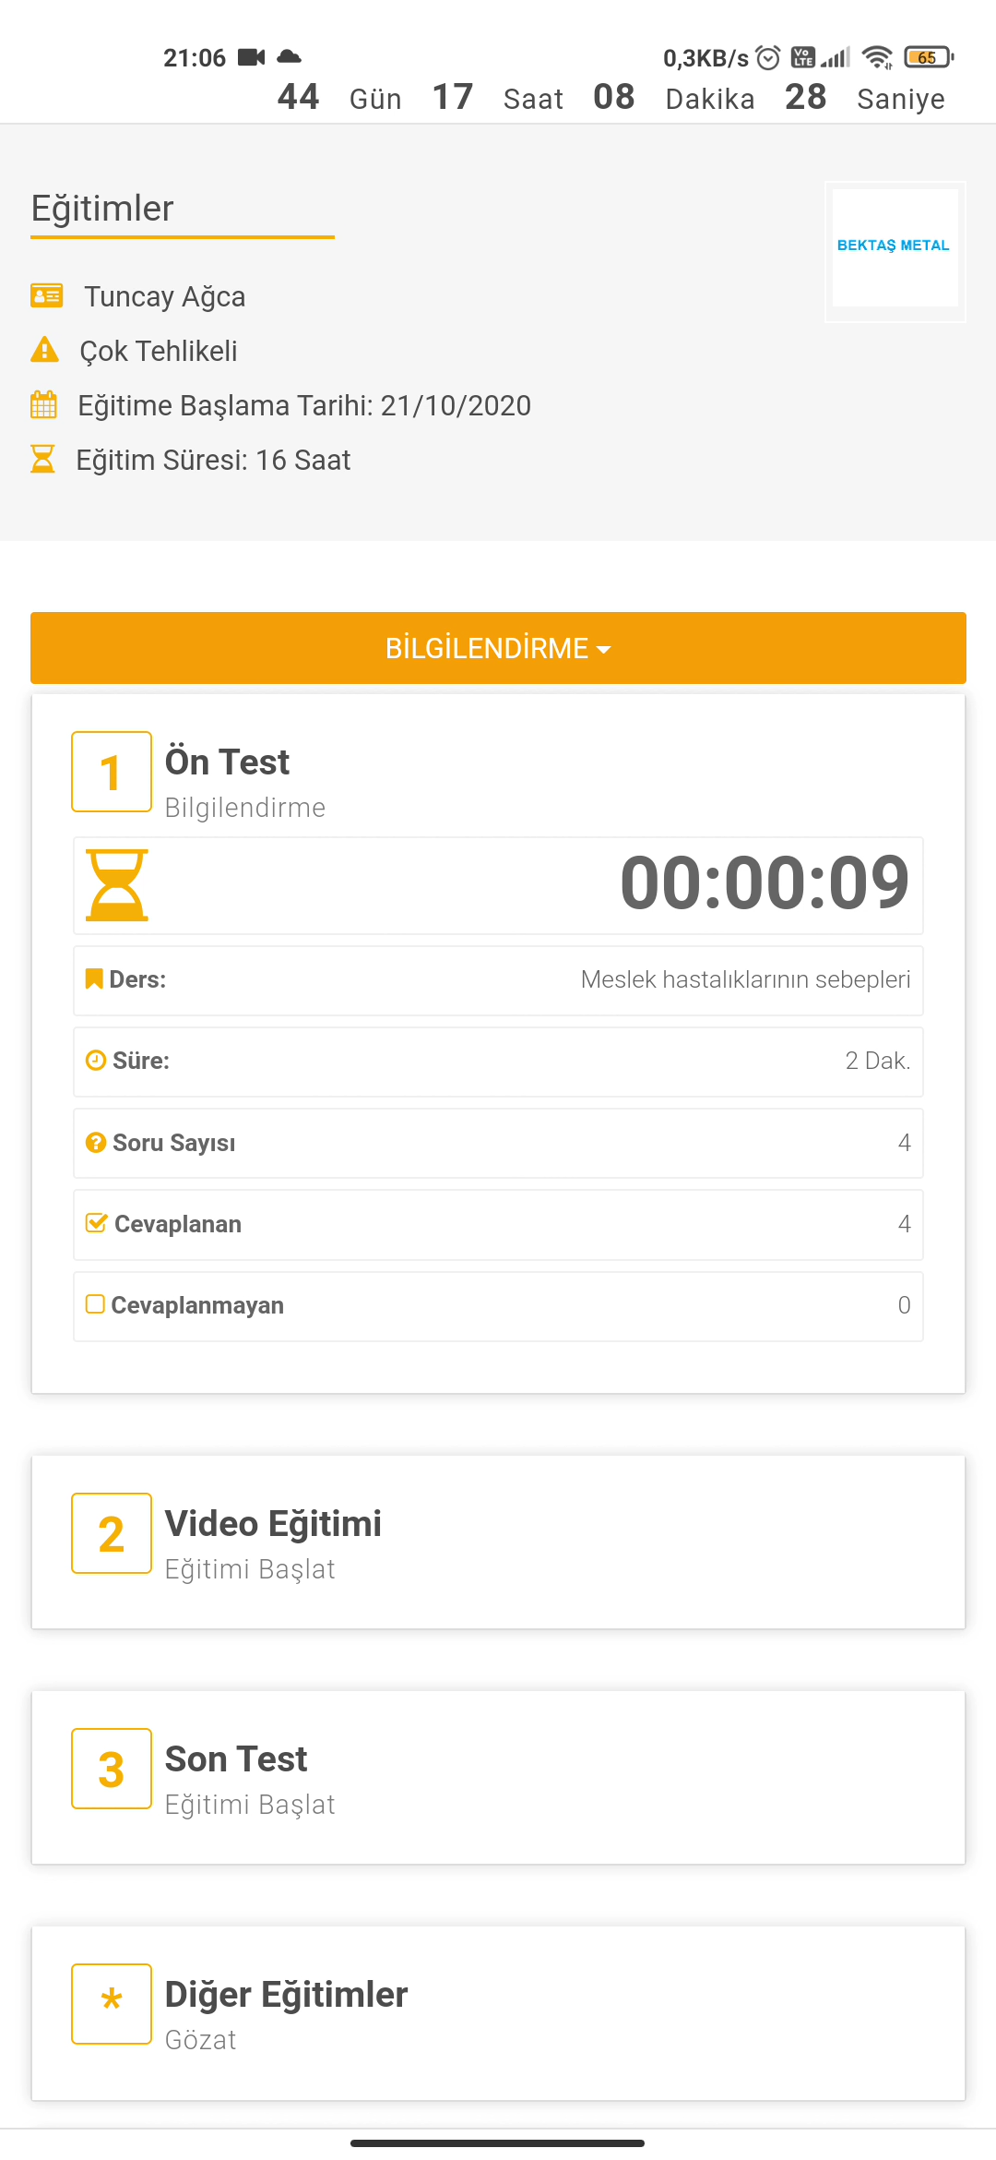 21:06 0,3KB/s Vo LTE 65
44 Gün 17 Saat 08 Dakika 28 Saniye
Eğitimler
BEKTAŞ METAL
Tuncay Ağca
Çok Tehlikeli
Eğitime Başlama Tarihi: 21/10/2020
Eğitim Süresi: 16 Saat
BİLGİLENDİRME
1 Ön Test
Bilgilendirme
00:00:09
Ders: Meslek hastalıklarının sebepleri
Süre: 2 Dak.
Soru Sayısı 4
Cevaplanan 4
Cevaplanmayan 0
2 Video Eğitimi
Eğitimi Başlat
3 Son Test
Eğitimi Başlat
* Diğer Eğitimler
Gözat